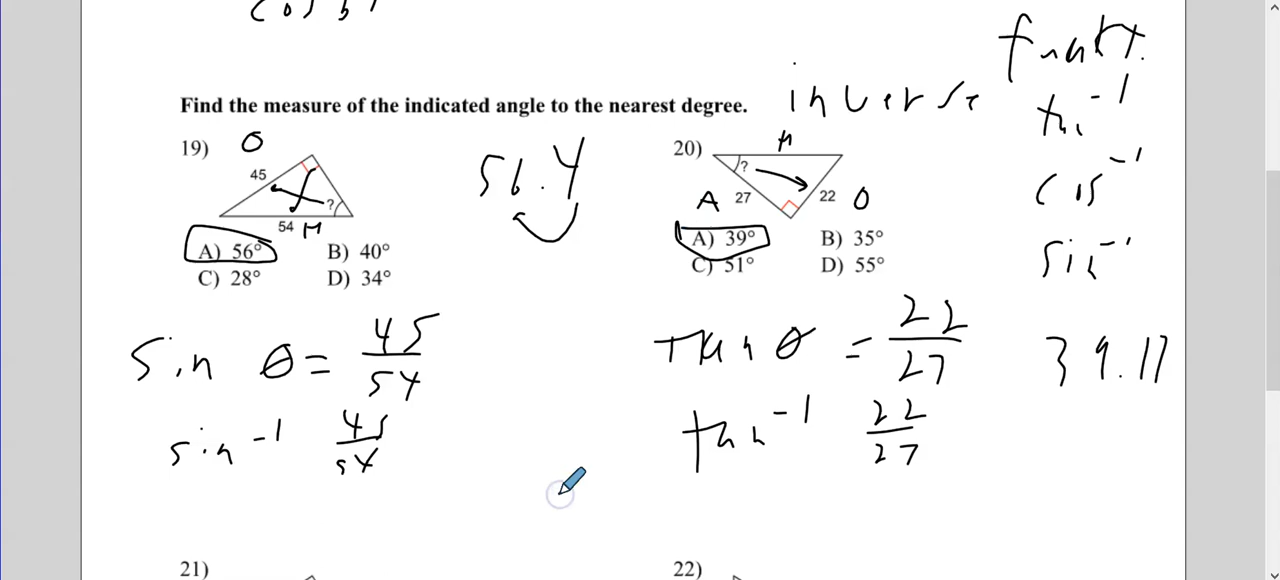 Find the measure of the indicated angle to the nearest degree.
inverse
tan⁻¹
cos⁻¹
sin⁻¹
19)
O
45
?
54 H
56.4
A) 56° B) 40°
C) 28° D) 34°
sin θ = 45/54
sin⁻¹ 45/54
20)
H
?
A 27
22 O
A) 39° B) 35°
C) 51° D) 55°
Tan θ = 22/27
tan⁻¹ 22/27
39.17
21) 22)